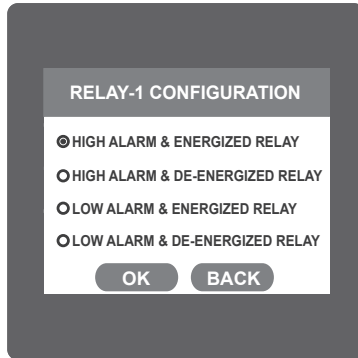 RELAY-1 CONFIGURATION
HIGH ALARM & ENERGIZED RELAY
HIGH ALARM & DE-ENERGIZED RELAY
LOW ALARM & ENERGIZED RELAY
LOW ALARM & DE-ENERGIZED RELAY
OK BACK